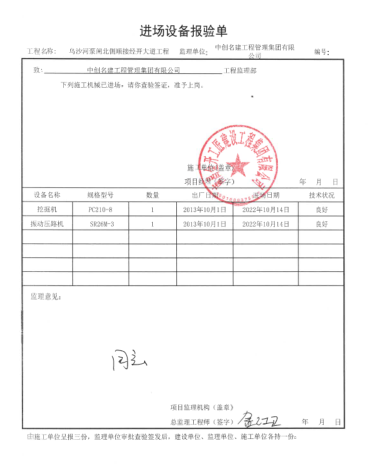 进场设备报验单
工程名称: 乌沙河泵闸北侧顺接经开大道工程 监理单位: 中创名建工程管理集团有限公司 编号:
致: 中创名建工程管理集团有限公司 工程监理部
下列施工机械已进场,请你查验签证,准予上岗。
施工单位(盖章)
项目经理(签字) 年 月 日
设备名称 规格型号 数量 出厂日期 进场日期 技术状况
挖掘机 PC210-8 1 2013年10月1日 2022年10月14日 良好
振动压路机 SR26M-3 1 2013年10月1日 2022年10月14日 良好
监理意见:
同意
项目监理机构(盖章)
总监理工程师(签字) 年 月 日
由施工单位呈报三份,监理单位审批查验签发后,建设单位、监理单位、施工单位各持一份。